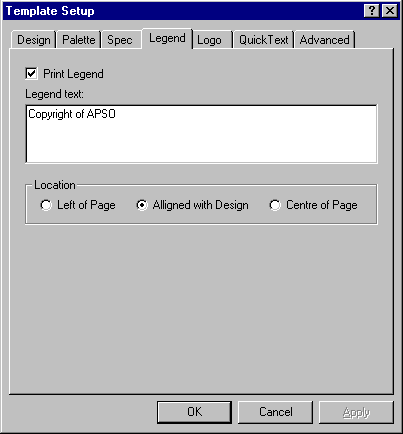 Template Setup
Design Palette Spec Legend Logo QuickText Advanced
Print Legend
Legend text:
Copyright of APSO
Location
Left of Page Alligned with Design Centre of Page
OK Cancel Apply